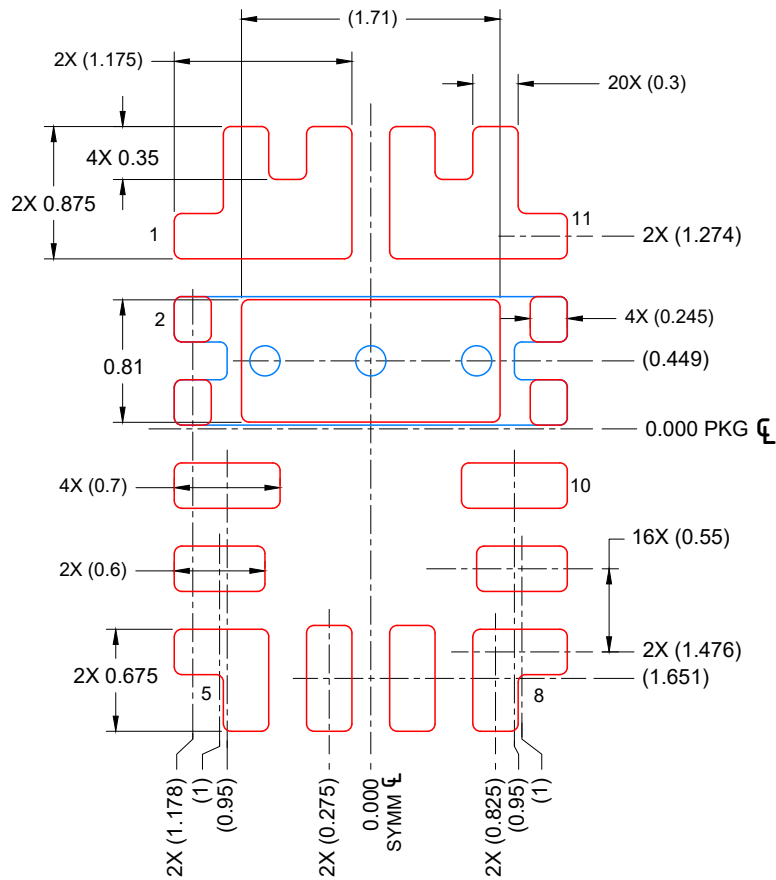 (1.71)
2X (1.175)
20X (0.3)
4X 0.35
2X 0.875
1
11
2X (1.274)
2
4X (0.245)
0.81
(0.449)
0.000 PKG ℄
4X (0.7)
10
16X (0.55)
2X (0.6)
2X (1.476)
2X 0.675
(1.651)
5
8
2X (1.178)
(1)
(0.95)
2X (0.275)
0.000 ℄
SYMM
2X (0.825)
(0.95)
(1)